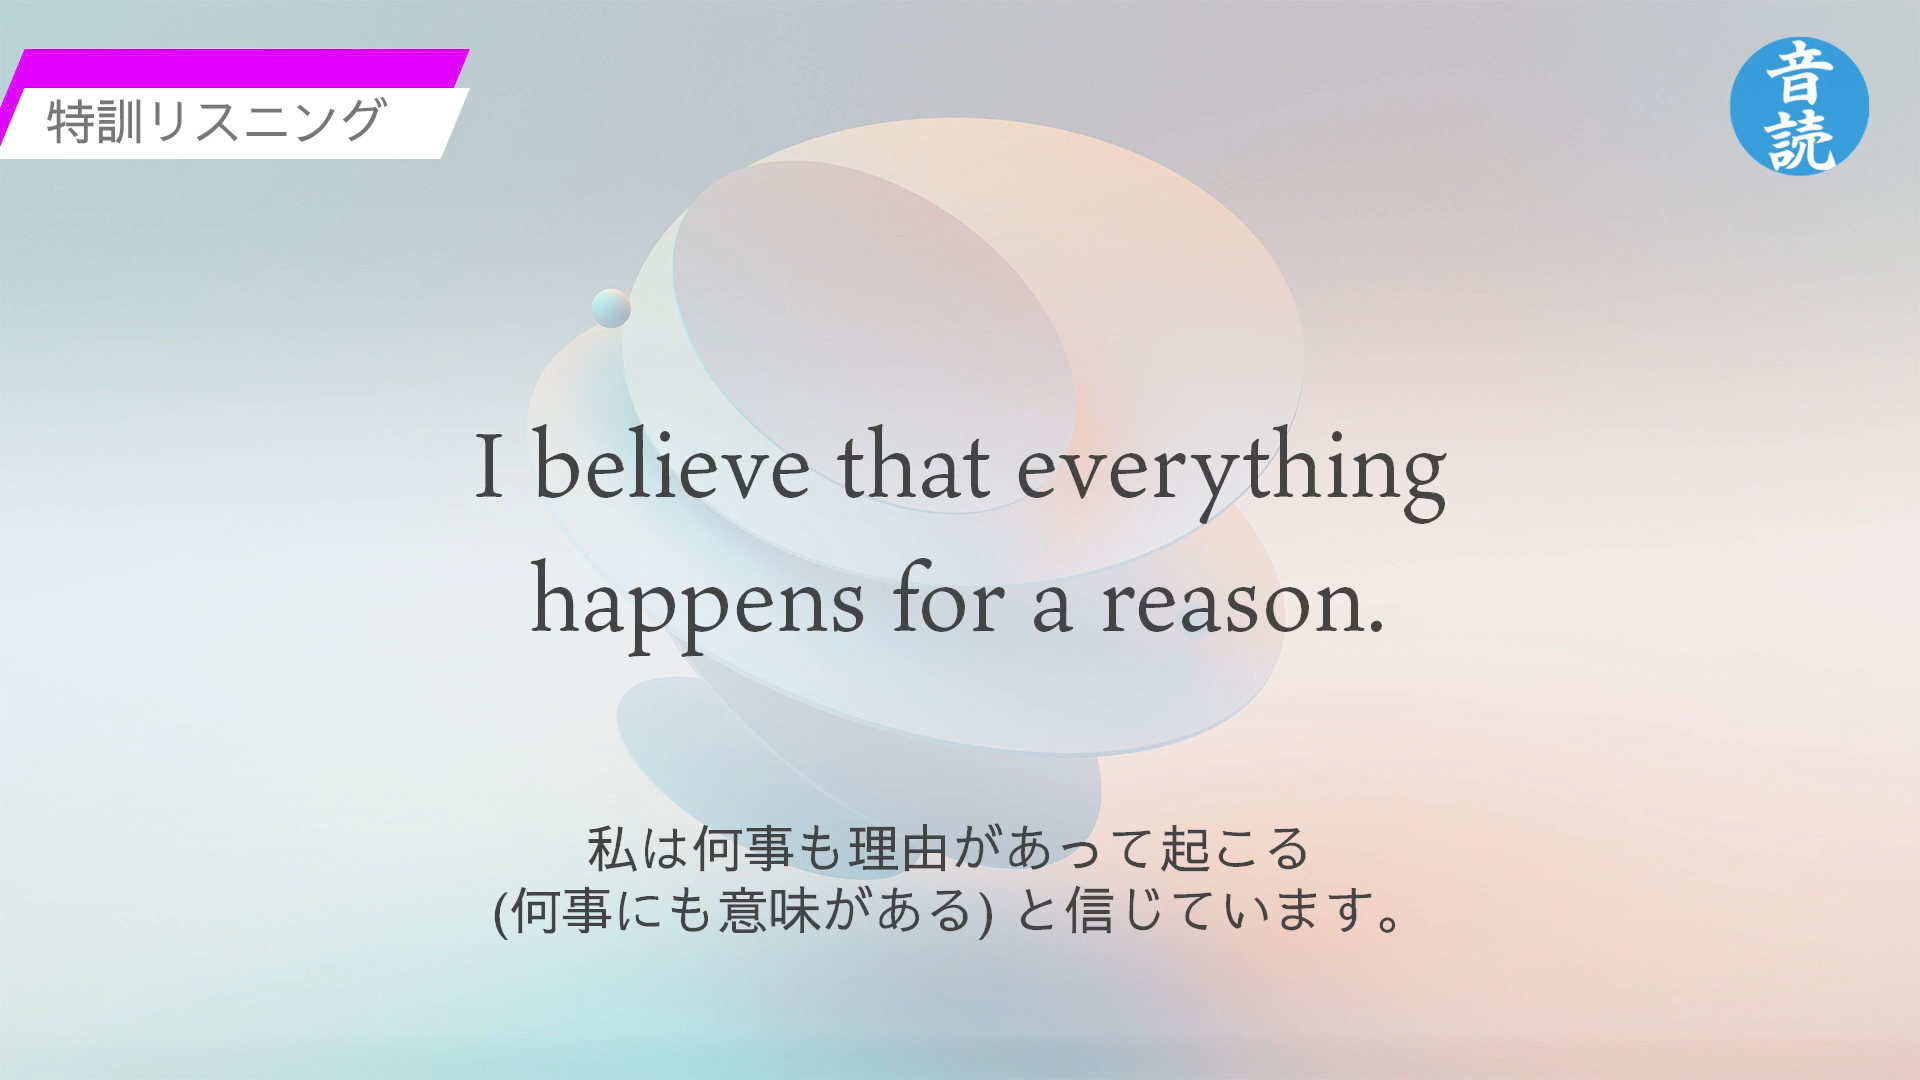 特訓リスニング
音読
I believe that everything
happens for a reason.
私は何事も理由があって起こる
(何事にも意味がある) と信じています。